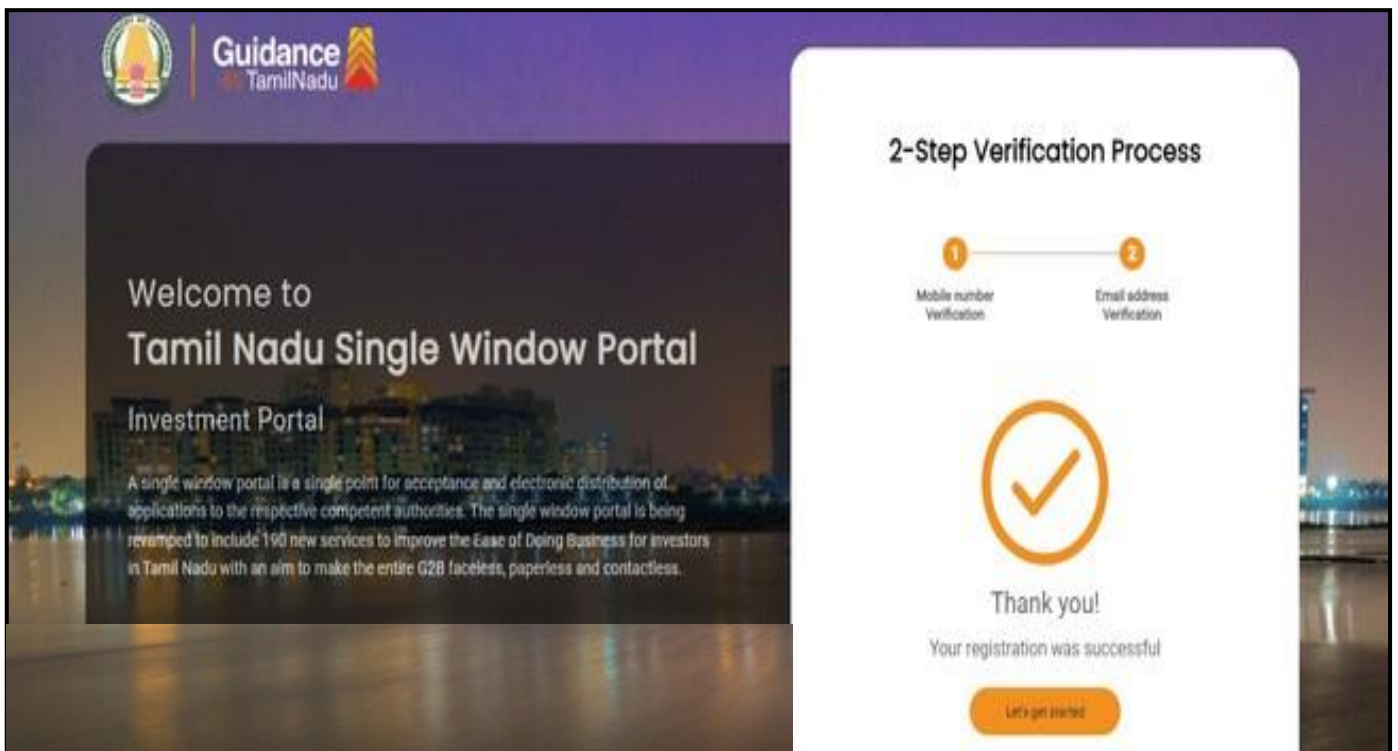 Guidance
TamilNadu
Welcome to
Tamil Nadu Single Window Portal
Investment Portal
A single window portal is a single point for acceptance and electronic distribution of
applications to the respective competent authorities. The single window portal is being
revamped to include 190 new services to improve the Ease of Doing Business for investors
in Tamil Nadu with an aim to make the entire G2B faceless, paperless and contactless.
2-Step Verification Process
1
2
Mobile number
Verification
Email address
Verification
Thank you!
Your registration was successful
Let's get started